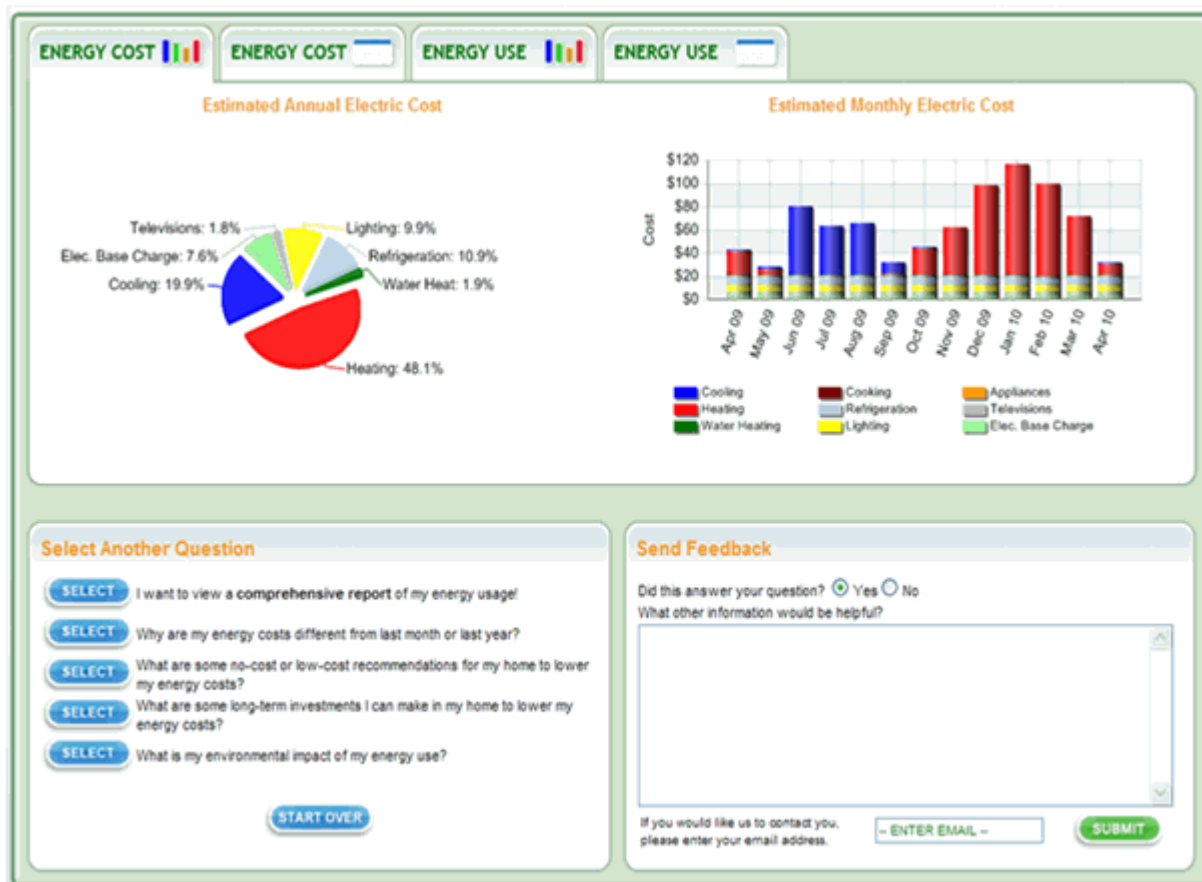 ENERGY COST
ENERGY COST
ENERGY USE
ENERGY USE
Estimated Annual Electric Cost
Televisions: 1.8%
Lighting: 9.9%
Elec. Base Charge: 7.6%
Refrigeration: 10.9%
Cooling: 19.9%
Water Heat: 1.9%
Heating: 48.1%
Estimated Monthly Electric Cost
Cost
$120
$100
$80
$60
$40
$20
$0
Apr 09
May 09
Jun 09
Jul 09
Aug 09
Sep 09
Oct 09
Nov 09
Dec 09
Jan 10
Feb 10
Mar 10
Apr 10
Cooling
Cooking
Appliances
Heating
Refrigeration
Televisions
Water Heating
Lighting
Elec. Base Charge
Select Another Question
SELECT I want to view a comprehensive report of my energy usage!
SELECT Why are my energy costs different from last month or last year?
SELECT What are some no-cost or low-cost recommendations for my home to lower
my energy costs?
SELECT What are some long-term investments I can make in my home to lower my
energy costs?
SELECT What is my environmental impact of my energy use?
START OVER
Send Feedback
Did this answer your question? Yes No
What other information would be helpful?
If you would like us to contact you,
please enter your email address.
-- ENTER EMAIL --
SUBMIT